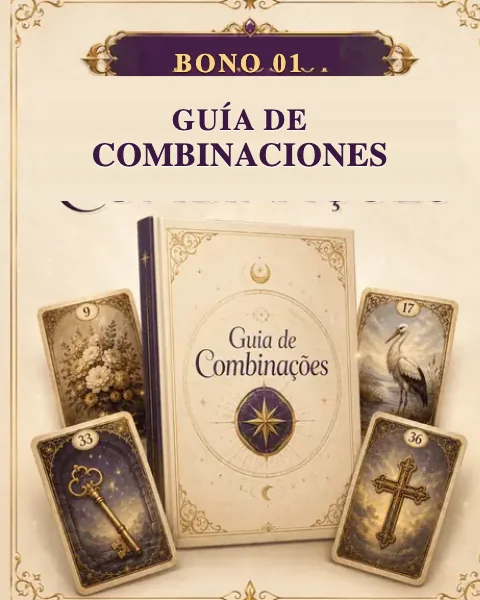 BONO 01
GUÍA DE
COMBINACIONES
Guia de
Combinações
9
17
33
36